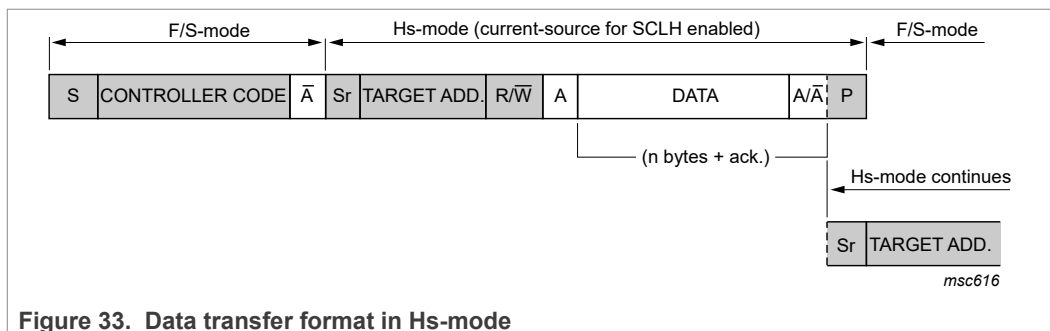 F/S-mode Hs-mode (current-source for SCLH enabled) F/S-mode
S CONTROLLER CODE A̅ Sr TARGET ADD. R/W̅ A DATA A/A̅ P
(n bytes + ack.)
Hs-mode continues
Sr TARGET ADD.
msc616
Figure 33. Data transfer format in Hs-mode